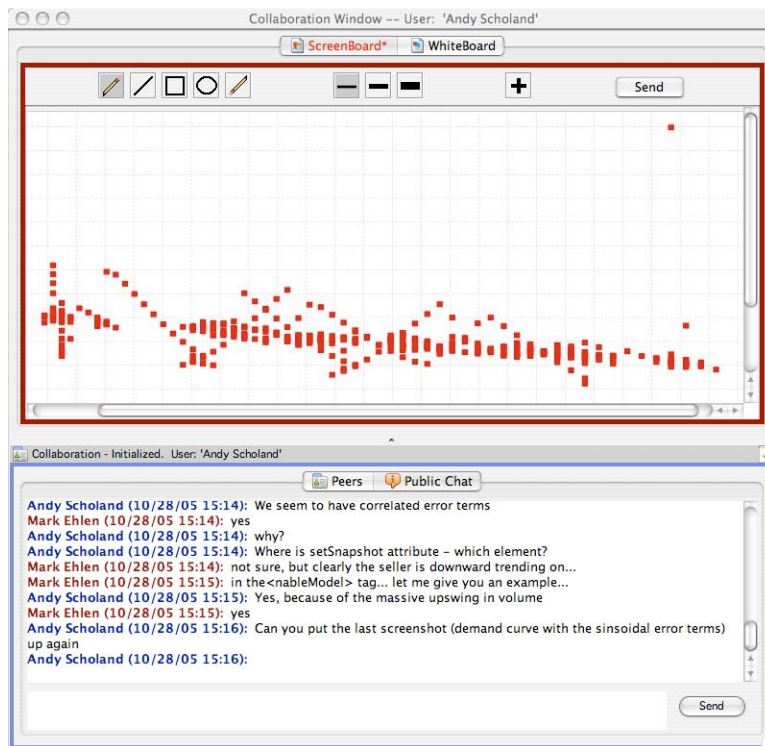 Collaboration Window -- User: 'Andy Scholand'
ScreenBoard* WhiteBoard
Send
Collaboration - Initialized. User: 'Andy Scholand'
Peers Public Chat
Andy Scholand (10/28/05 15:14): We seem to have correlated error terms
Mark Ehlen (10/28/05 15:14): yes
Andy Scholand (10/28/05 15:14): why?
Andy Scholand (10/28/05 15:14): Where is setSnapshot attribute – which element?
Mark Ehlen (10/28/05 15:14): not sure, but clearly the seller is downward trending on...
Mark Ehlen (10/28/05 15:15): in the<nableModel> tag... let me give you an example...
Andy Scholand (10/28/05 15:15): Yes, because of the massive upswing in volume
Mark Ehlen (10/28/05 15:15): yes
Andy Scholand (10/28/05 15:16): Can you put the last screenshot (demand curve with the sinsoidal error terms)
up again
Andy Scholand (10/28/05 15:16):
Send